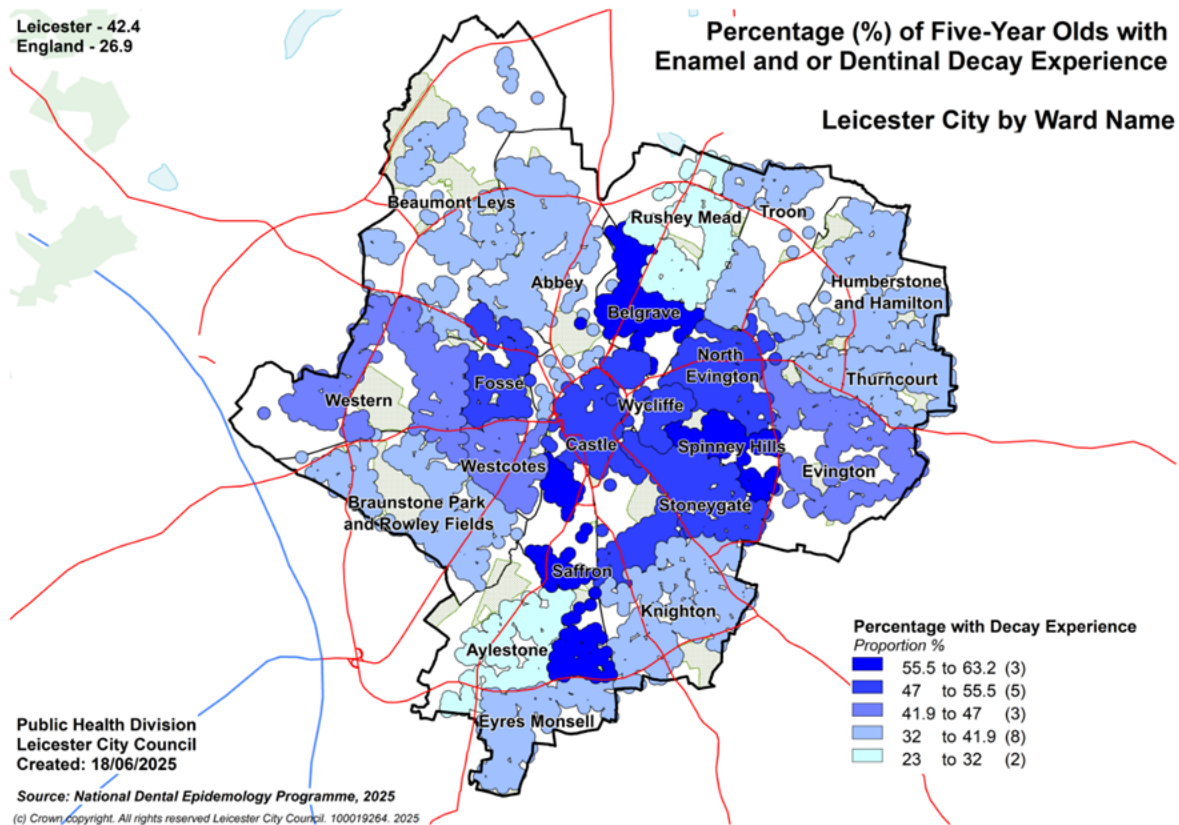 Leicester - 42.4
England - 26.9
Percentage (%) of Five-Year Olds with
Enamel and or Dentinal Decay Experience
Leicester City by Ward Name
Beaumont Leys
Rushey Mead
Troon
Abbey
Humberstone
and Hamilton
Belgrave
North
Evington
Thurncourt
Fosse
Western
Wycliffe
Castle
Spinney Hills
Westcotes
Evington
Braunstone Park
and Rowley Fields
Stoneygate
Saffron
Knighton
Aylestone
Eyres Monsell
Percentage with Decay Experience
Proportion %
55.5 to 63.2 (3)
47 to 55.5 (5)
41.9 to 47 (3)
32 to 41.9 (8)
23 to 32 (2)
Public Health Division
Leicester City Council
Created: 18/06/2025
Source: National Dental Epidemology Programme, 2025
(c) Crown copyright. All rights reserved Leicester City Council. 100019264. 2025